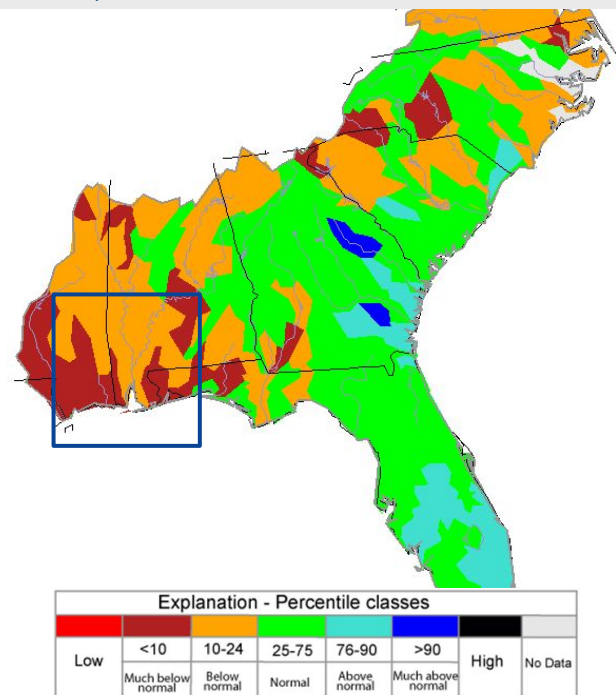 Explanation - Percentile classes
Low
<10
10-24
25-75
76-90
>90
High
No Data
Much below normal
Below normal
Normal
Above normal
Much above normal